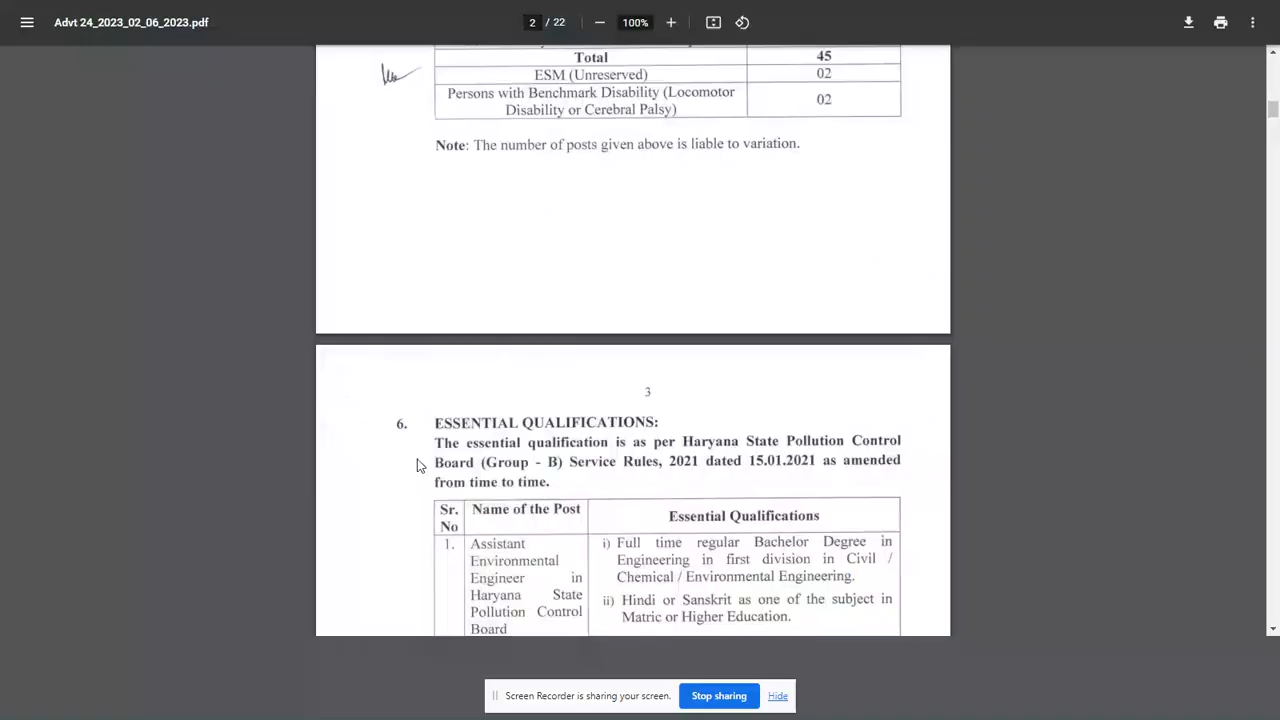 Advt 24_2023_02_06_2023.pdf
2 / 22
100%
Total 45
ESM (Unreserved) 02
Persons with Benchmark Disability (Locomotor
Disability or Cerebral Palsy) 02
Note: The number of posts given above is liable to variation.
3
6. ESSENTIAL QUALIFICATIONS:
The essential qualification is as per Haryana State Pollution Control
Board (Group - B) Service Rules, 2021 dated 15.01.2021 as amended
from time to time.
Sr. No
Name of the Post
Essential Qualifications
1.
Assistant
Environmental
Engineer in
Haryana State
Pollution Control
Board
i) Full time regular Bachelor Degree in
Engineering in first division in Civil /
Chemical / Environmental Engineering.
ii) Hindi or Sanskrit as one of the subject in
Matric or Higher Education.
Screen Recorder is sharing your screen.
Stop sharing
Hide